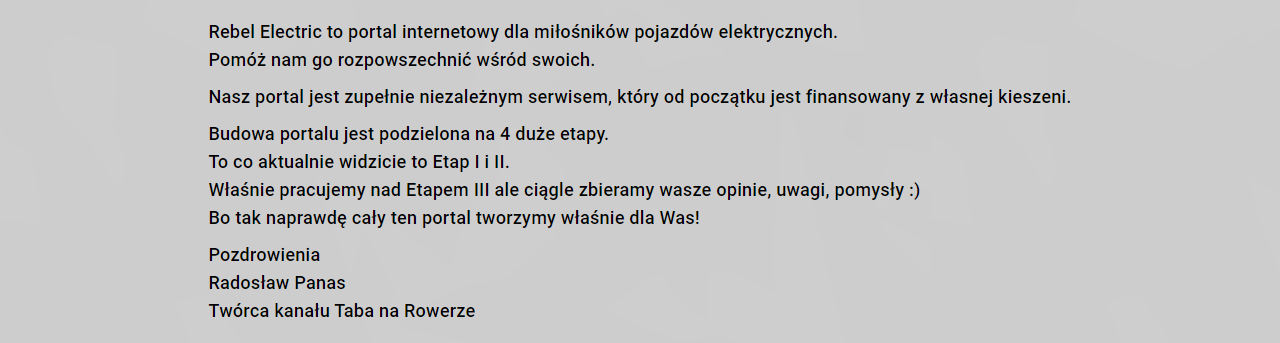 Rebel Electric to portal internetowy dla miłośników pojazdów elektrycznych.
Pomóż nam go rozpowszechnić wśród swoich.
Nasz portal jest zupełnie niezależnym serwisem, który od początku jest finansowany z własnej kieszeni.
Budowa portalu jest podzielona na 4 duże etapy.
To co aktualnie widzicie to Etap I i II.
Właśnie pracujemy nad Etapem III ale ciągle zbieramy wasze opinie, uwagi, pomysły :)
Bo tak naprawdę cały ten portal tworzymy właśnie dla Was!
Pozdrowienia
Radosław Panas
Twórca kanału Taba na Rowerze